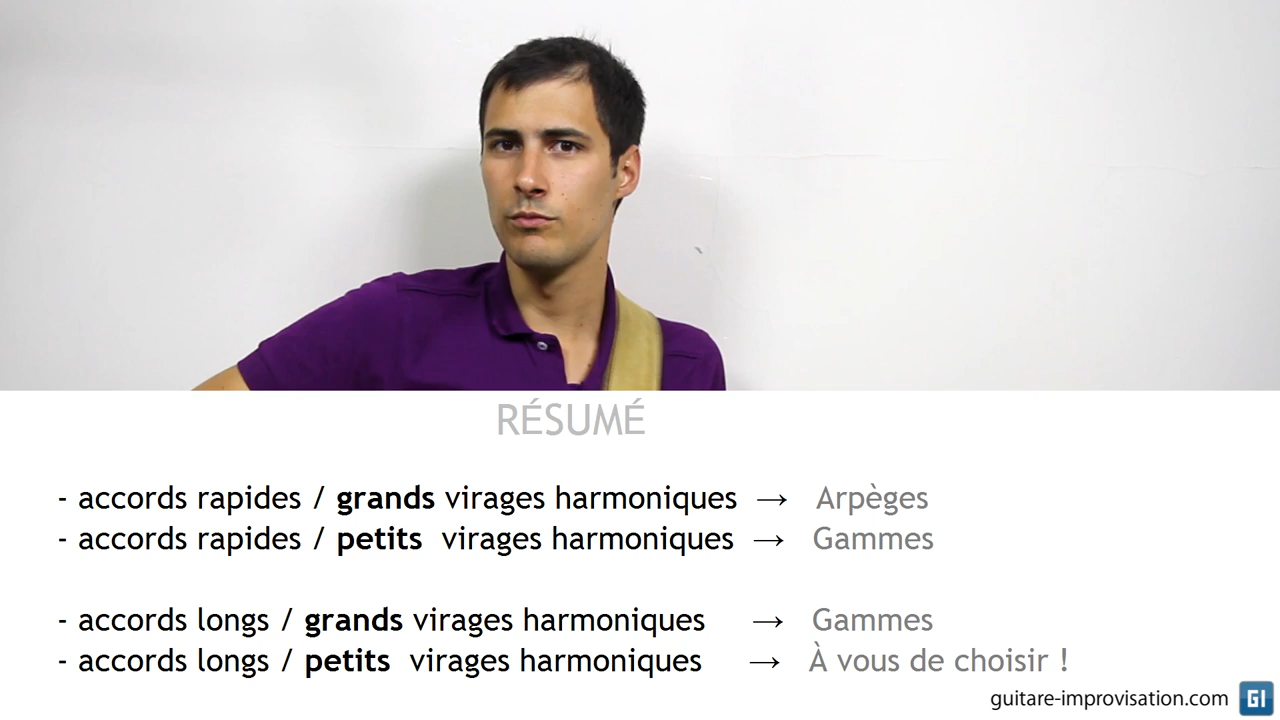 RÉSUMÉ
- accords rapides / grands virages harmoniques → Arpèges
- accords rapides / petits virages harmoniques → Gammes
- accords longs / grands virages harmoniques → Gammes
- accords longs / petits virages harmoniques → À vous de choisir !
guitare-improvisation.com GI